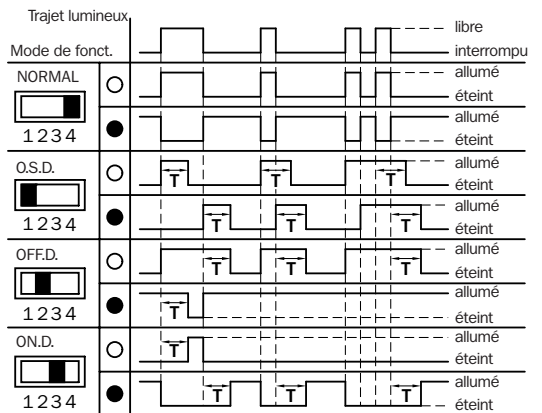 Trajet lumineux
libre
Mode de fonct.
interrompu
NORMAL
allumé
éteint
allumé
éteint
1234
O.S.D.
allumé
T T T
éteint
allumé
T T T
éteint
1234
OFF.D.
allumé
T T T
éteint
allumé
T
éteint
1234
ON.D.
allumé
T
éteint
allumé
T T T
éteint
1234